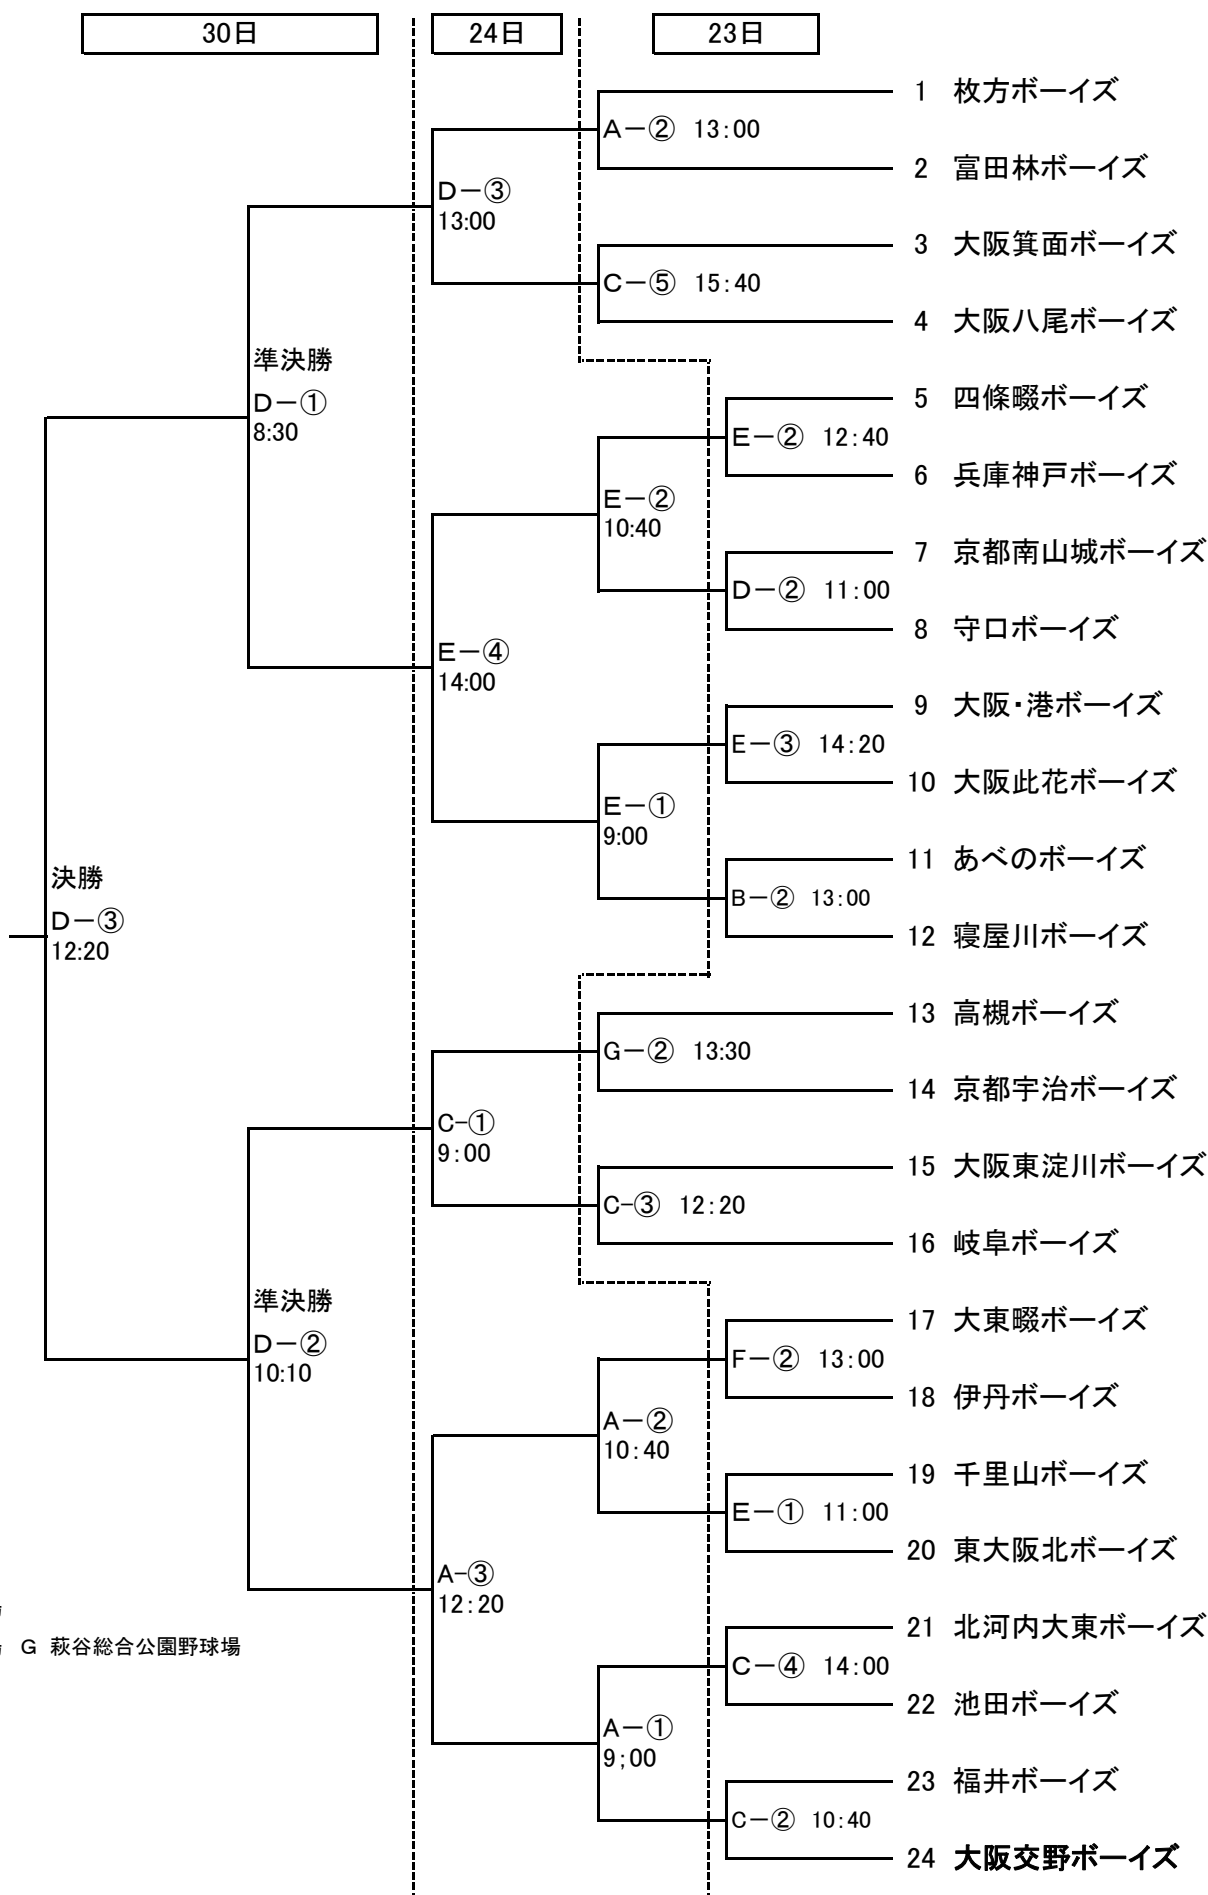 30日 24日 23日
1 枚方ボーイズ
A－② 13:00
2 富田林ボーイズ
D－③
13:00
3 大阪箕面ボーイズ
C－⑤ 15:40
4 大阪八尾ボーイズ
準決勝
D－①
8:30
5 四條畷ボーイズ
E－② 12:40
6 兵庫神戸ボーイズ
E－②
10:40
7 京都南山城ボーイズ
D－② 11:00
8 守口ボーイズ
E－④
14:00
9 大阪・港ボーイズ
E－③ 14:20
10 大阪此花ボーイズ
E－①
9:00
11 あべのボーイズ
B－② 13:00
12 寝屋川ボーイズ
決勝
D－③
12:20
13 高槻ボーイズ
G－② 13:30
14 京都宇治ボーイズ
C-①
9:00
15 大阪東淀川ボーイズ
C-③ 12:20
16 岐阜ボーイズ
準決勝
D－②
10:10
17 大東畷ボーイズ
F－② 13:00
18 伊丹ボーイズ
A－②
10:40
19 千里山ボーイズ
E－① 11:00
20 東大阪北ボーイズ
A-③
12:20
21 北河内大東ボーイズ
C－④ 14:00
22 池田ボーイズ
A－①
9;00
23 福井ボーイズ
C－② 10:40
24 大阪交野ボーイズ
G 萩谷総合公園野球場